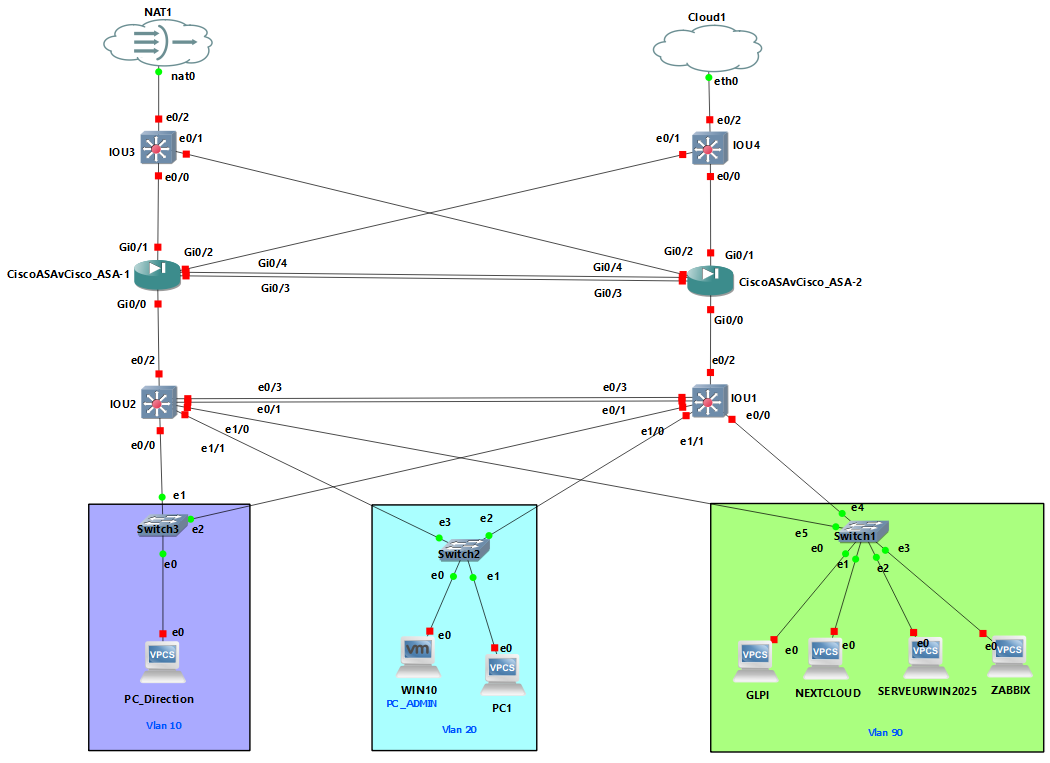 NAT1
Cloud1
nat0
eth0
e0/2
e0/2
e0/1
e0/1
IOU3
IOU4
e0/0
e0/0
Gi0/1
Gi0/2
Gi0/2
Gi0/1
Gi0/4
Gi0/4
CiscoASAvCisco_ASA-1
CiscoASAvCisco_ASA-2
Gi0/3
Gi0/3
Gi0/0
Gi0/0
e0/2
e0/2
e0/3
e0/3
IOU2
IOU1
e0/1
e0/1
e0/0
e1/0
e1/0
e0/0
e1/1
e1/1
e1
e2
Switch3
e0
e3
e2
Switch2
e0
e1
e4
e5
Switch1
e0
e1
e2
e3
e0
VPCS
PC_Direction
Vlan 10
e0
vm
WIN10
PC_ADMIN
e0
VPCS
PC1
Vlan 20
e0
VPCS
GLPI
e0
VPCS
NEXTCLOUD
e0
VPCS
SERVEURWIN2025
e0
VPCS
ZABBIX
Vlan 90